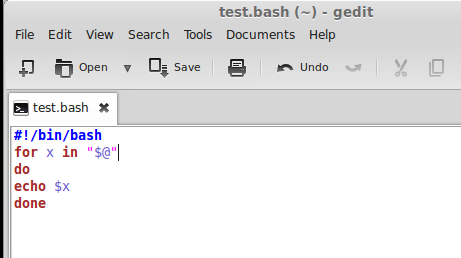 test.bash (~) - gedit
File Edit View Search Tools Documents Help
Open Save Undo
test.bash
#!/bin/bash
for x in "$@"
do
echo $x
done